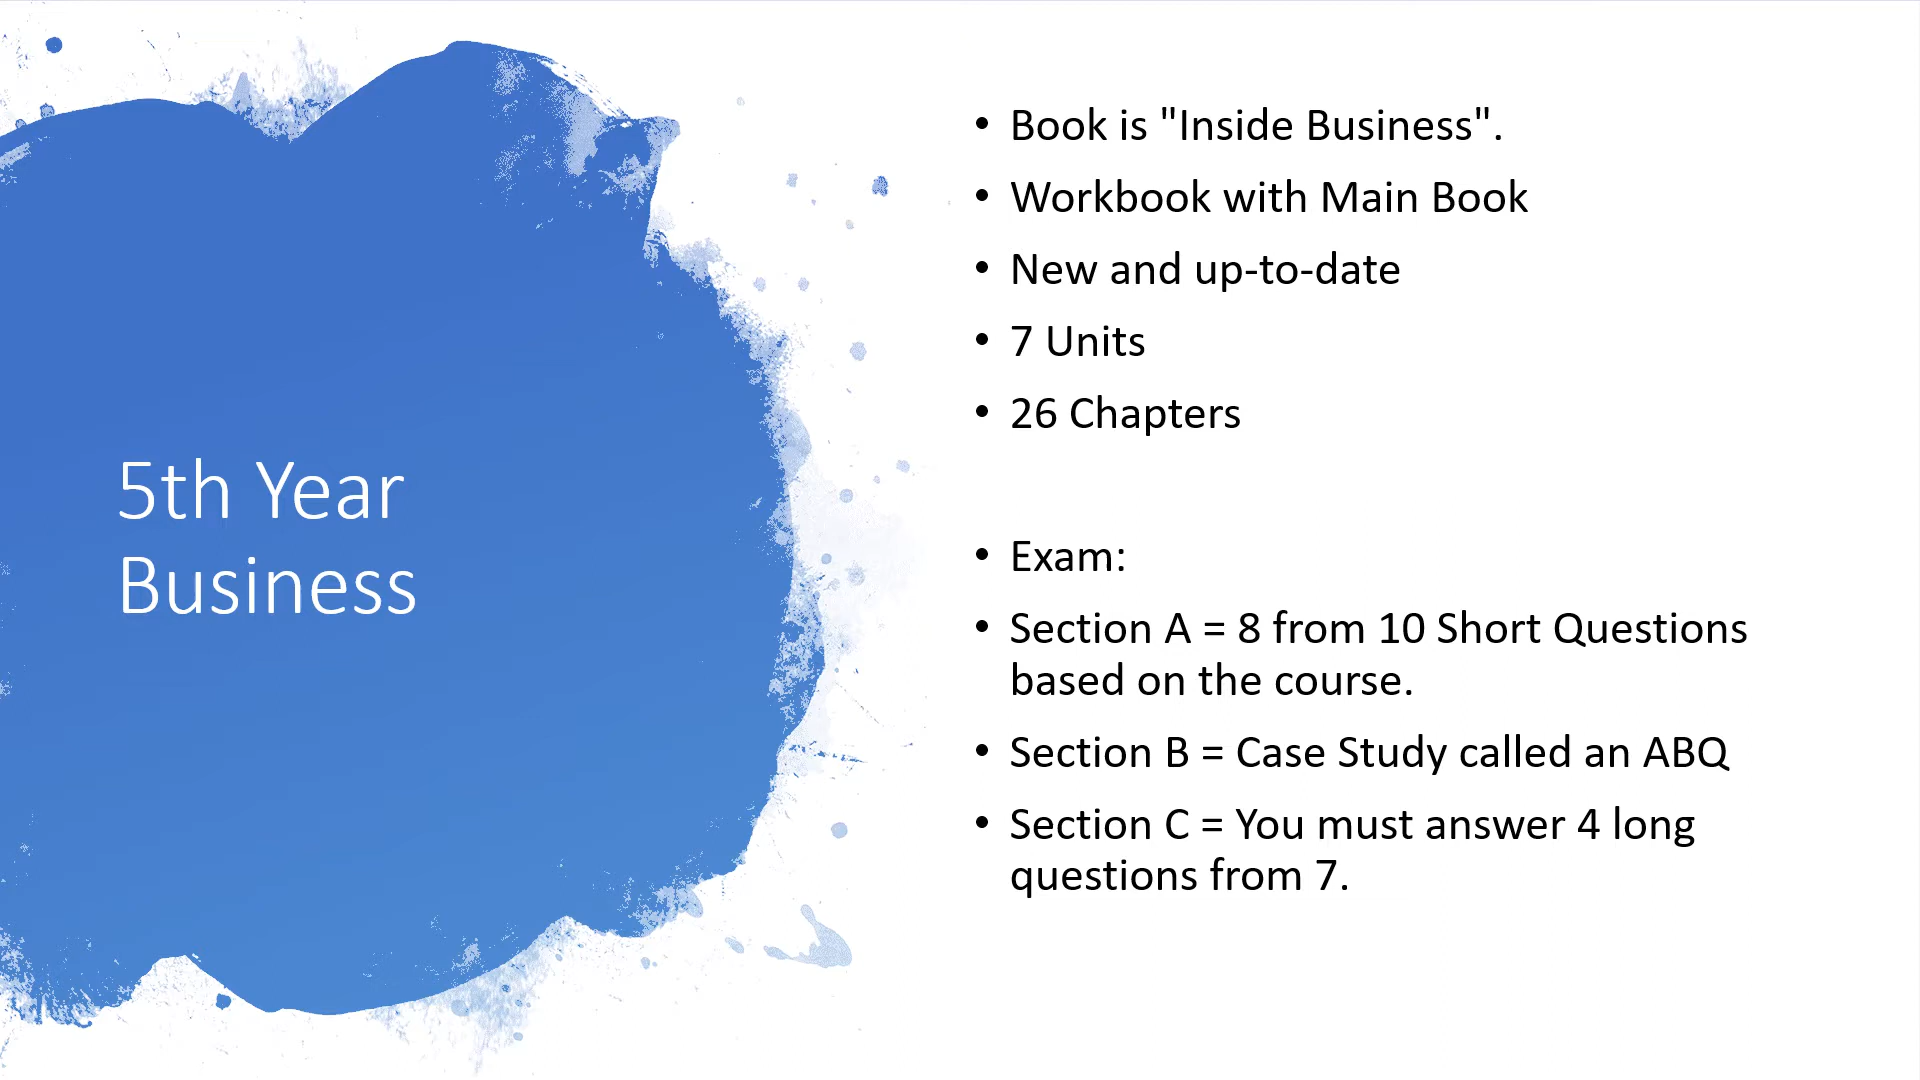 5th Year
Business
• Book is "Inside Business".
• Workbook with Main Book
• New and up-to-date
• 7 Units
• 26 Chapters
• Exam:
• Section A = 8 from 10 Short Questions
based on the course.
• Section B = Case Study called an ABQ
• Section C = You must answer 4 long
questions from 7.